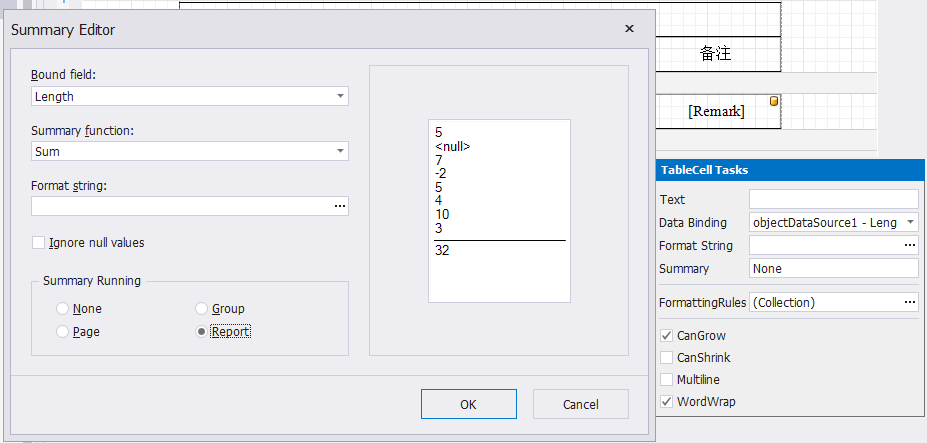 Summary Editor
Bound field:
Length
Summary function:
Sum
Format string:
...
Ignore null values
Summary Running
None
Group
Page
Report
5
<null>
7
-2
5
4
10
3
32
OK
Cancel
备注
[Remark]
TableCell Tasks
Text
Data Binding
objectDataSource1 - Leng
Format String
...
Summary
None
FormattingRules
(Collection)
...
CanGrow
CanShrink
Multiline
WordWrap